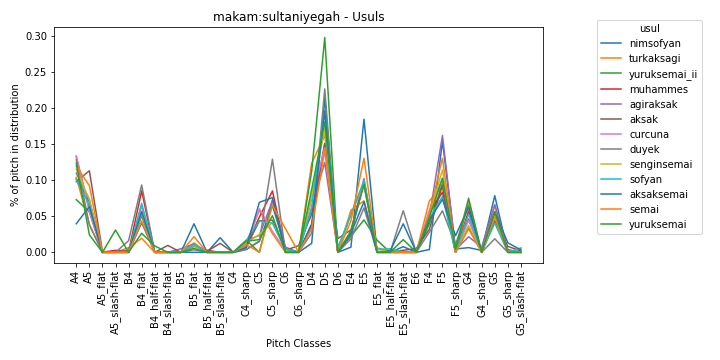 makam:sultaniyegah - Usuls
% of pitch in distribution
0.30
0.25
0.20
0.15
0.10
0.05
0.00
A4
A5
A5_flat
A5_slash-flat
B4
B4_flat
B4_half-flat
B4_slash-flat
B5
B5_flat
B5_half-flat
B5_slash-flat
C4
C4_sharp
C5
C5_sharp
C6
C6_sharp
D4
D5
D6
E4
E5
E5_flat
E5_half-flat
E5_slash-flat
E6
F4
F5
F5_sharp
G4
G4_sharp
G5
G5_sharp
G5_slash-flat
Pitch Classes
usul
nimsofyan
turkaksagi
yuruksemai_ii
muhammes
agiraksak
aksak
curcuna
duyek
senginsemai
sofyan
aksaksemai
semai
yuruksemai